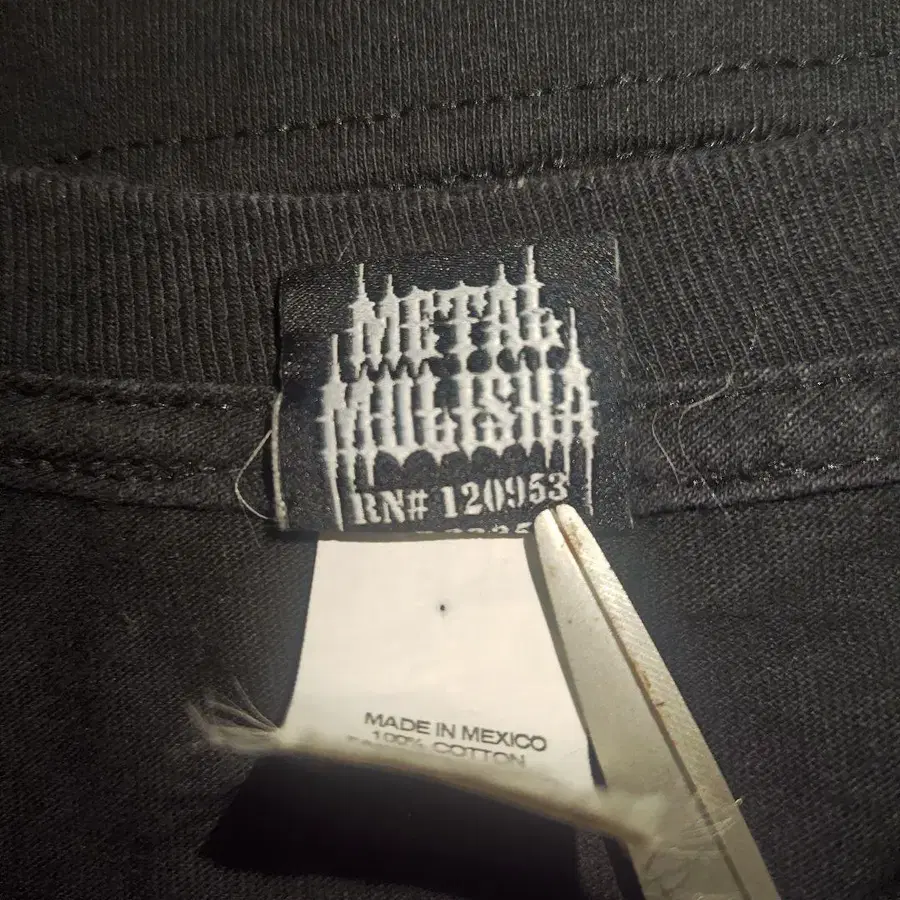 METAL
MULISHA
RN# 120953
MADE IN MEXICO
100% COTTON